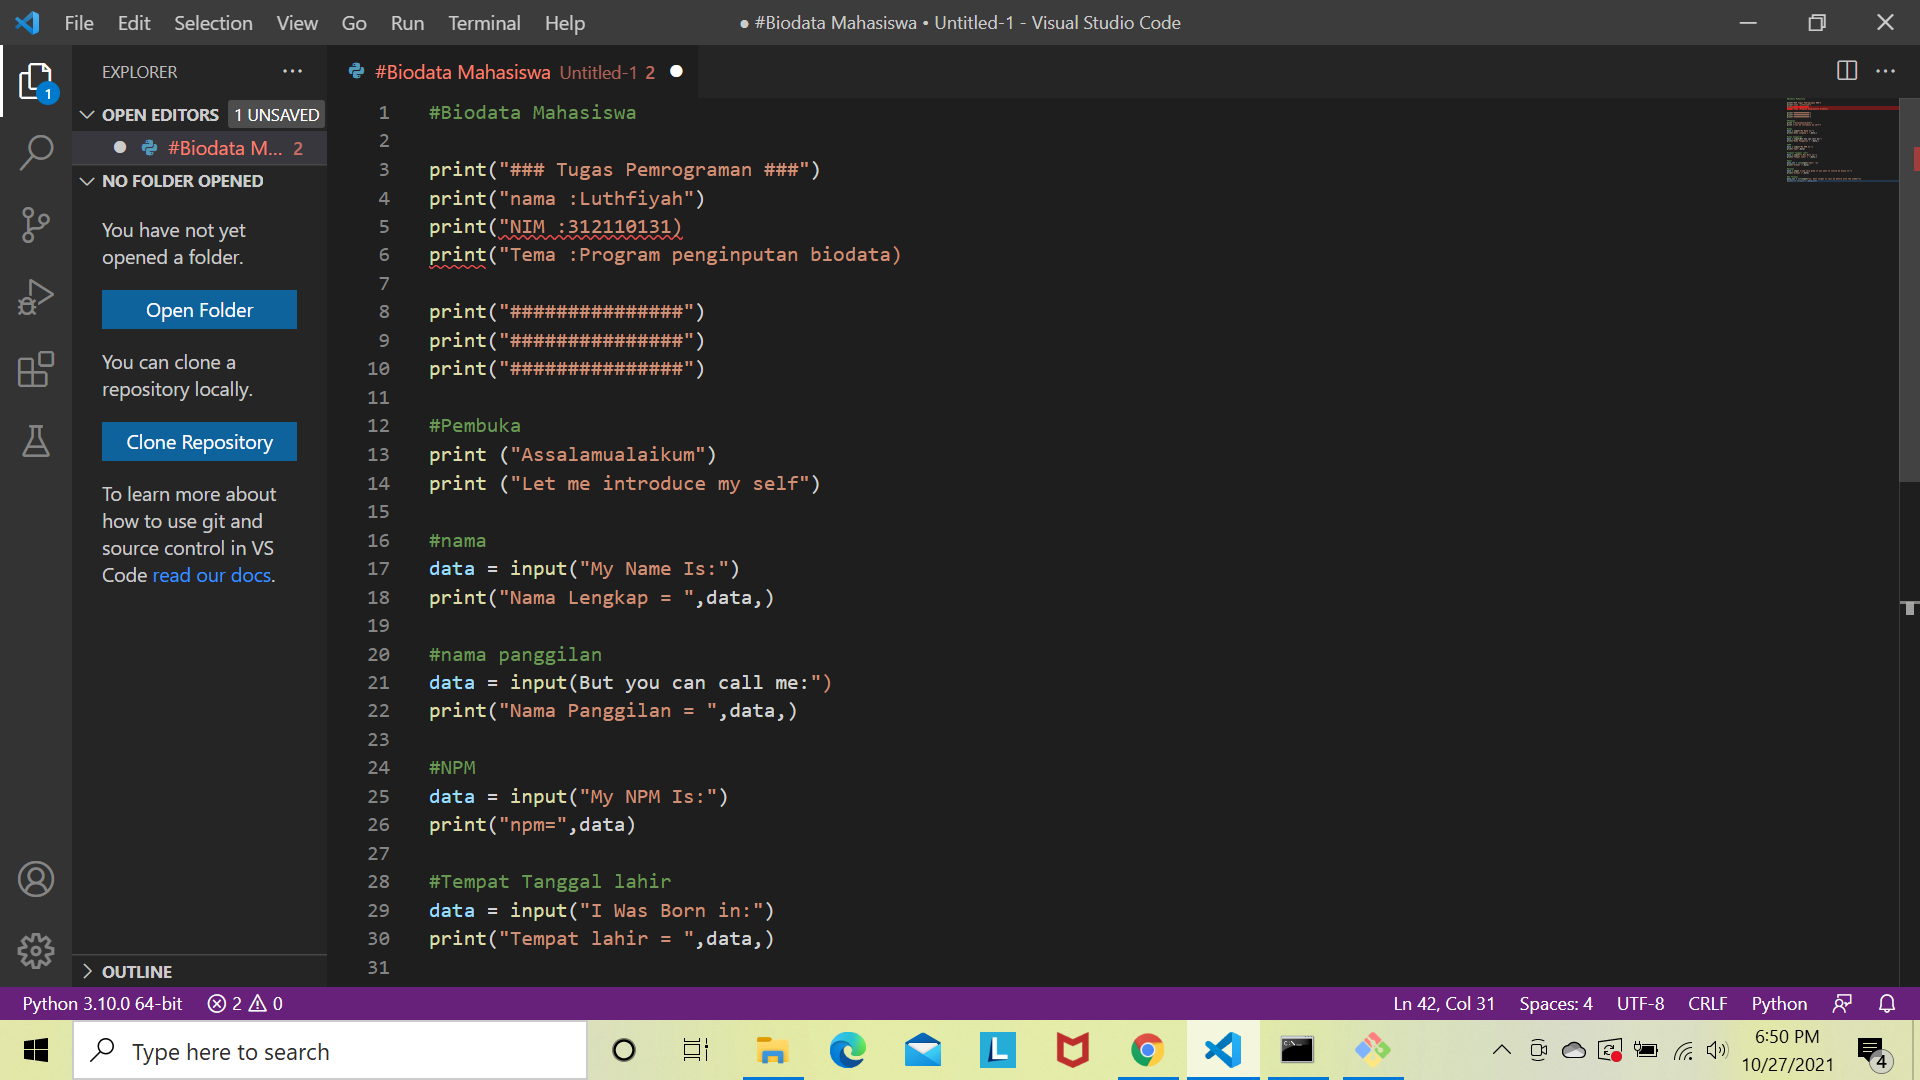 File Edit Selection View Go Run Terminal Help
● #Biodata Mahasiswa • Untitled-1 - Visual Studio Code
EXPLORER
OPEN EDITORS 1 UNSAVED
#Biodata M... 2
NO FOLDER OPENED
You have not yet
opened a folder.
Open Folder
You can clone a
repository locally.
Clone Repository
To learn more about
how to use git and
source control in VS
Code read our docs.
OUTLINE
1
#Biodata Mahasiswa Untitled-1 2
1 #Biodata Mahasiswa
2
3 print("### Tugas Pemrograman ###")
4 print("nama :Luthfiyah")
5 print("NIM :312110131)
6 print("Tema :Program penginputan biodata)
7
8 print("###############")
9 print("###############")
10 print("###############")
11
12 #Pembuka
13 print ("Assalamualaikum")
14 print ("Let me introduce my self")
15
16 #nama
17 data = input("My Name Is:")
18 print("Nama Lengkap = ",data,)
19
20 #nama panggilan
21 data = input(But you can call me:")
22 print("Nama Panggilan = ",data,)
23
24 #NPM
25 data = input("My NPM Is:")
26 print("npm=",data)
27
28 #Tempat Tanggal lahir
29 data = input("I Was Born in:")
30 print("Tempat lahir = ",data,)
31
Python 3.10.0 64-bit 2 0
Ln 42, Col 31 Spaces: 4 UTF-8 CRLF Python
Type here to search
L
6:50 PM
10/27/2021
4